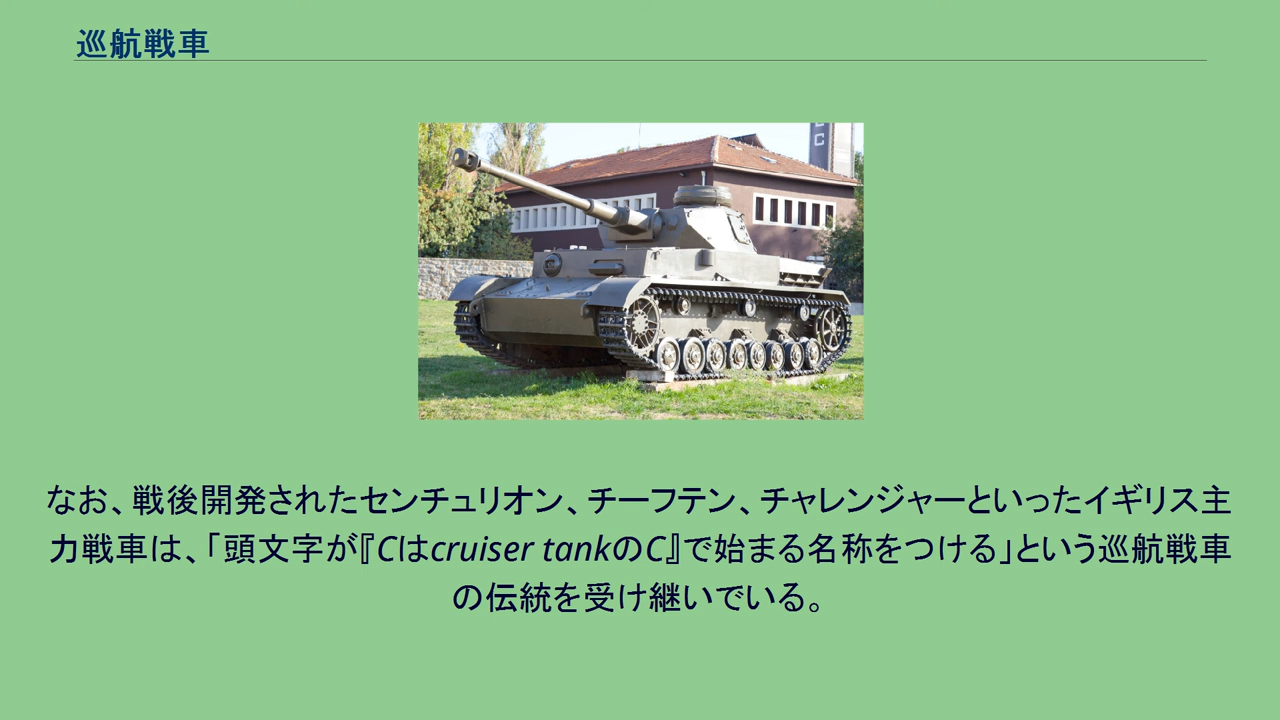 巡航戦車
C
なお、戦後開発されたセンチュリオン、チーフテン、チャレンジャーといったイギリス主
力戦車は、「頭文字が『Cはcruiser tankのC』で始まる名称をつける」という巡航戦車
の伝統を受け継いでいる。